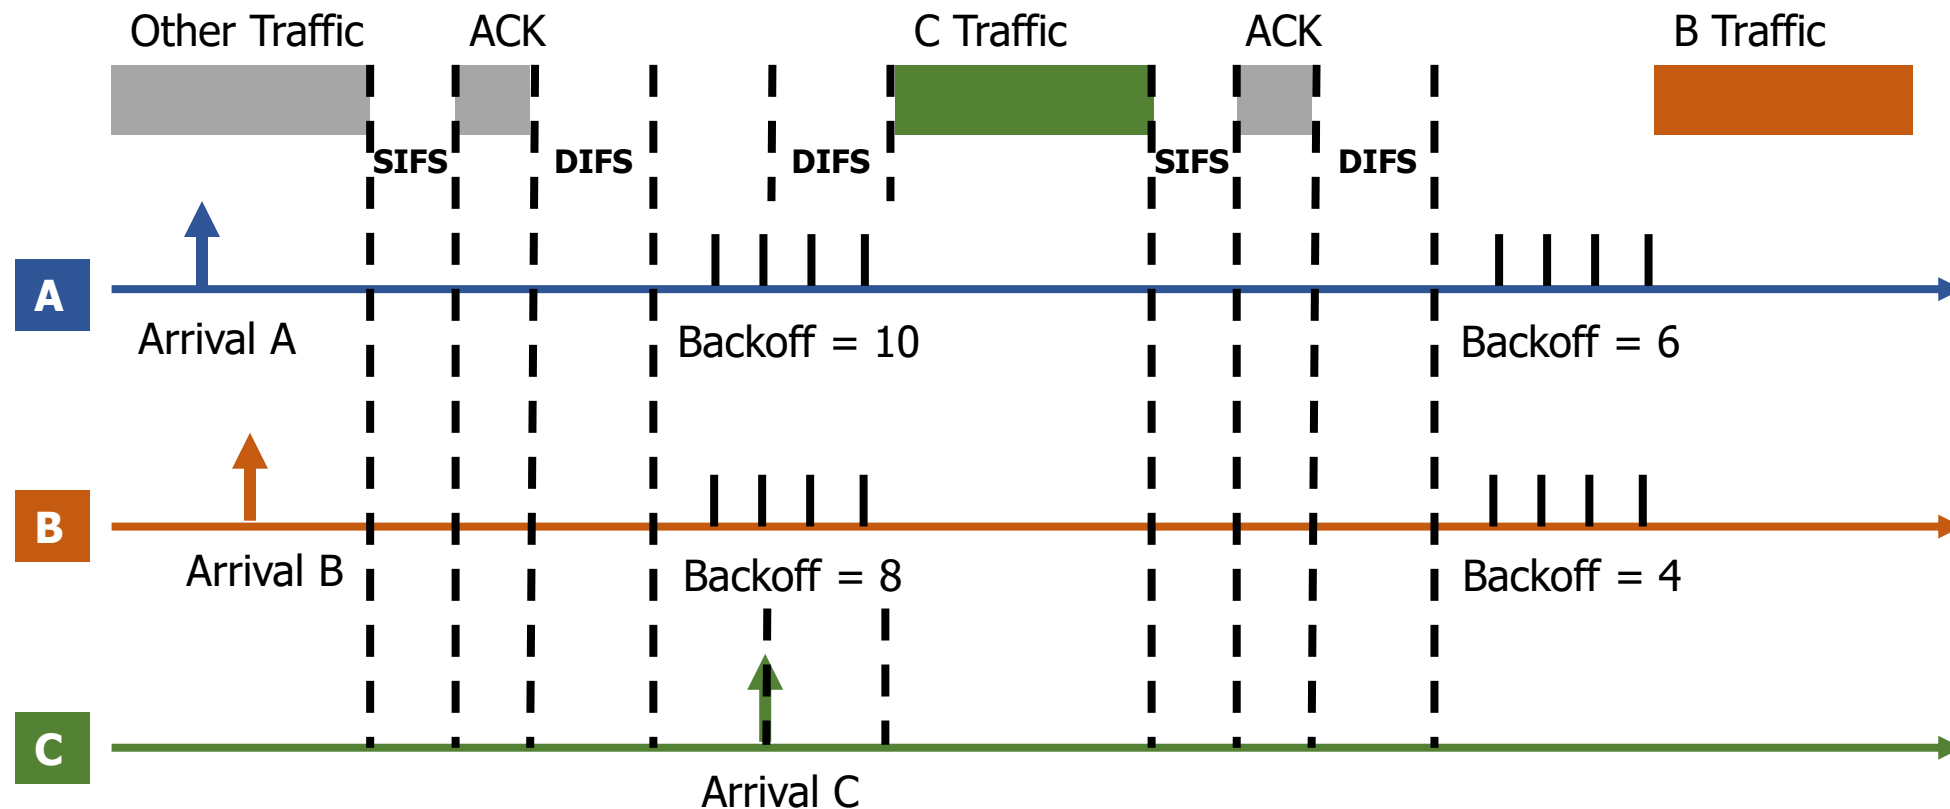 Other Traffic ACK C Traffic ACK B Traffic
SIFS DIFS DIFS SIFS DIFS
A
Arrival A Backoff = 10 Backoff = 6
B
Arrival B Backoff = 8 Backoff = 4
C
Arrival C